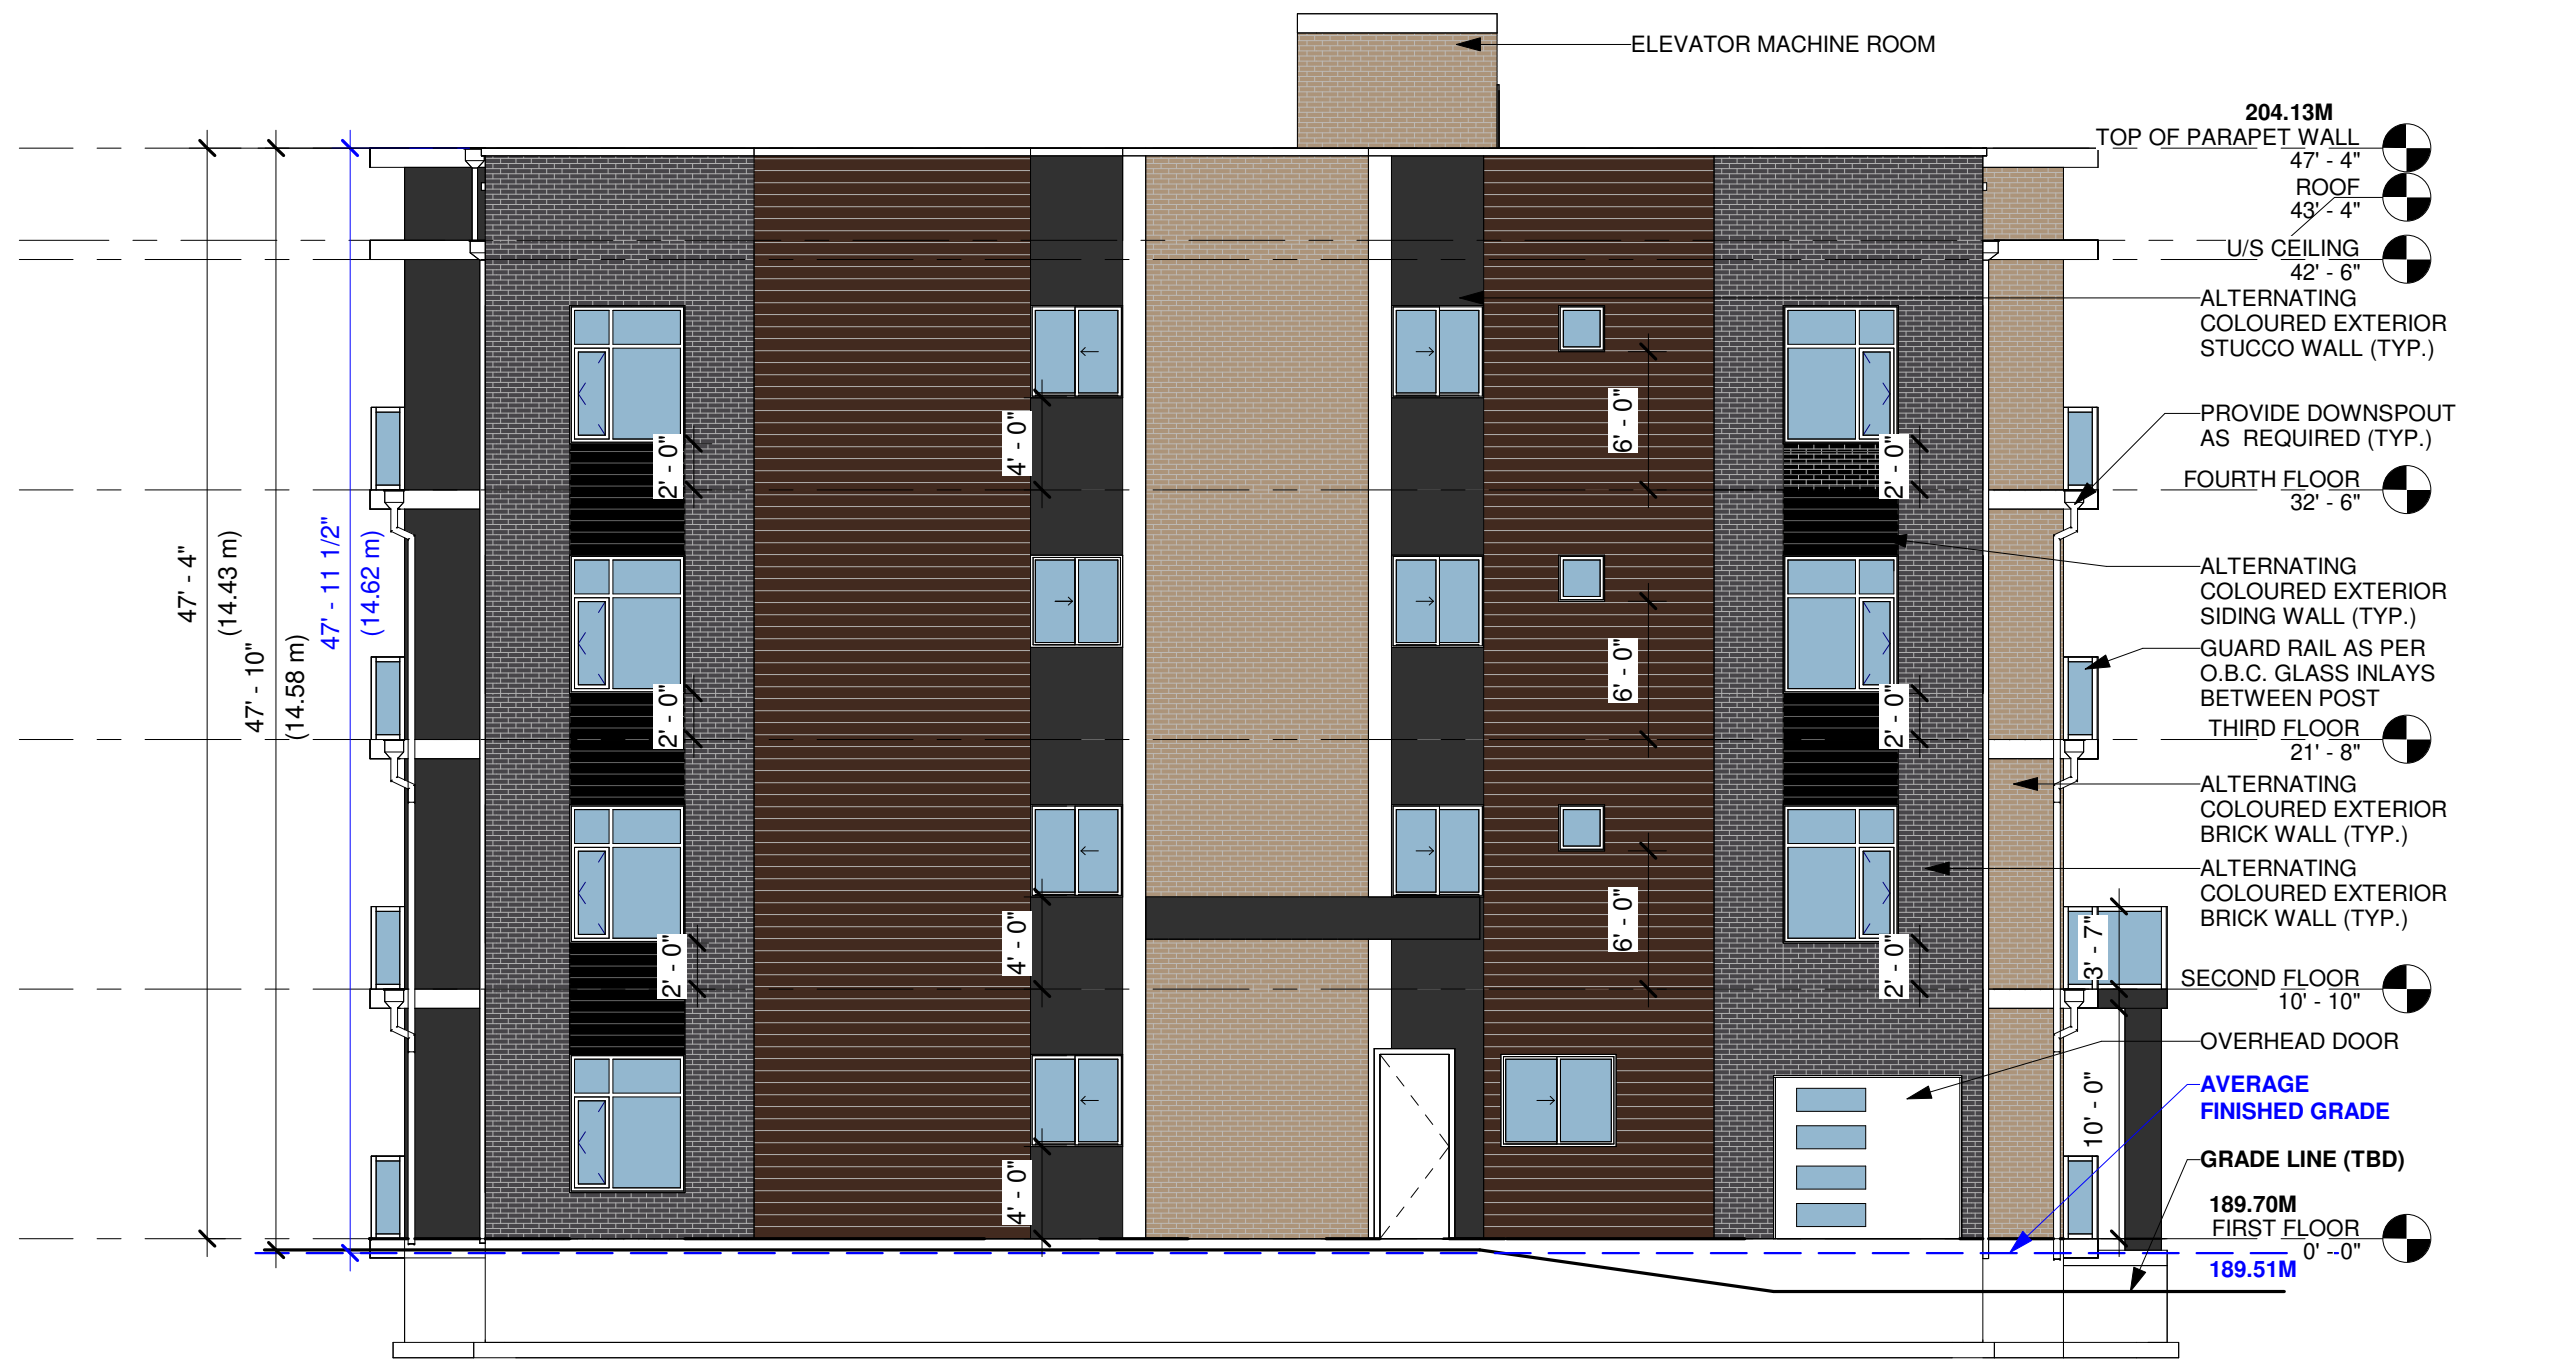 ELEVATOR MACHINE ROOM
204.13M
TOP OF PARAPET WALL
47' - 4"
ROOF
43' - 4"
U/S CEILING
42' - 6"
ALTERNATING
COLOURED EXTERIOR
STUCCO WALL (TYP.)
PROVIDE DOWNSPOUT
AS REQUIRED (TYP.)
FOURTH FLOOR
32' - 6"
ALTERNATING
COLOURED EXTERIOR
SIDING WALL (TYP.)
GUARD RAIL AS PER
O.B.C. GLASS INLAYS
BETWEEN POST
THIRD FLOOR
21' - 8"
ALTERNATING
COLOURED EXTERIOR
BRICK WALL (TYP.)
ALTERNATING
COLOURED EXTERIOR
BRICK WALL (TYP.)
SECOND FLOOR
10' - 10"
OVERHEAD DOOR
AVERAGE
FINISHED GRADE
GRADE LINE (TBD)
189.70M
FIRST FLOOR
0' - 0"
189.51M
47' - 4"
(14.43 m)
47' - 10"
(14.58 m)
47' - 11 1/2"
(14.62 m)
2' - 0"
2' - 0"
2' - 0"
4' - 0"
4' - 0"
4' - 0"
6' - 0"
6' - 0"
6' - 0"
2' - 0"
2' - 0"
2' - 0"
3' - 7"
10' - 0"